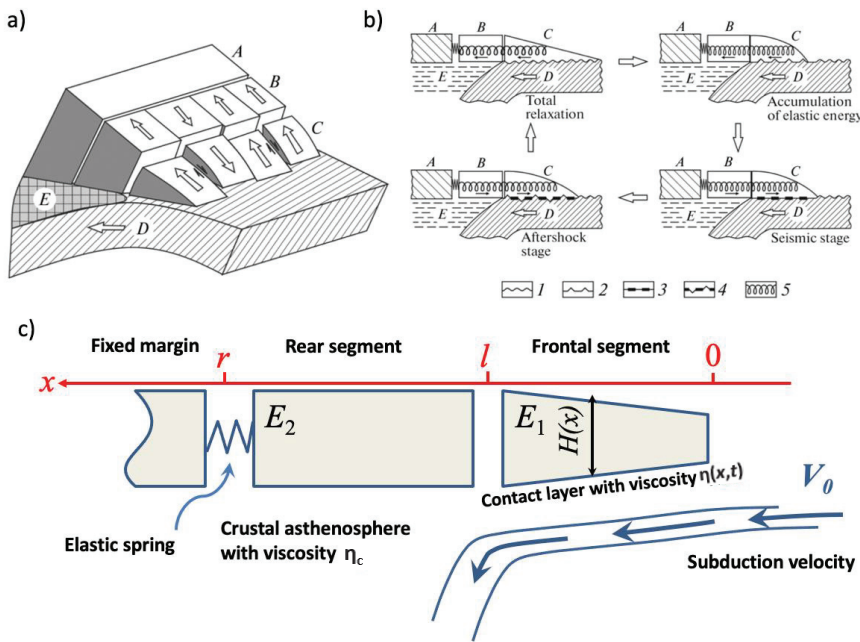 a)
A
B
C
E
D
b)
A B C
E D
Total
relaxation
A B C
E D
Accumulation
of elastic energy
A B C
E D
Aftershock
stage
A B C
E D
Seismic stage
1 2 3 4 5
c)
Fixed margin Rear segment Frontal segment
x r l 0
E2 E1 H(x)
Contact layer with viscosity η(x,t)
V0
Elastic spring
Crustal asthenosphere
with viscosity ηc
Subduction velocity